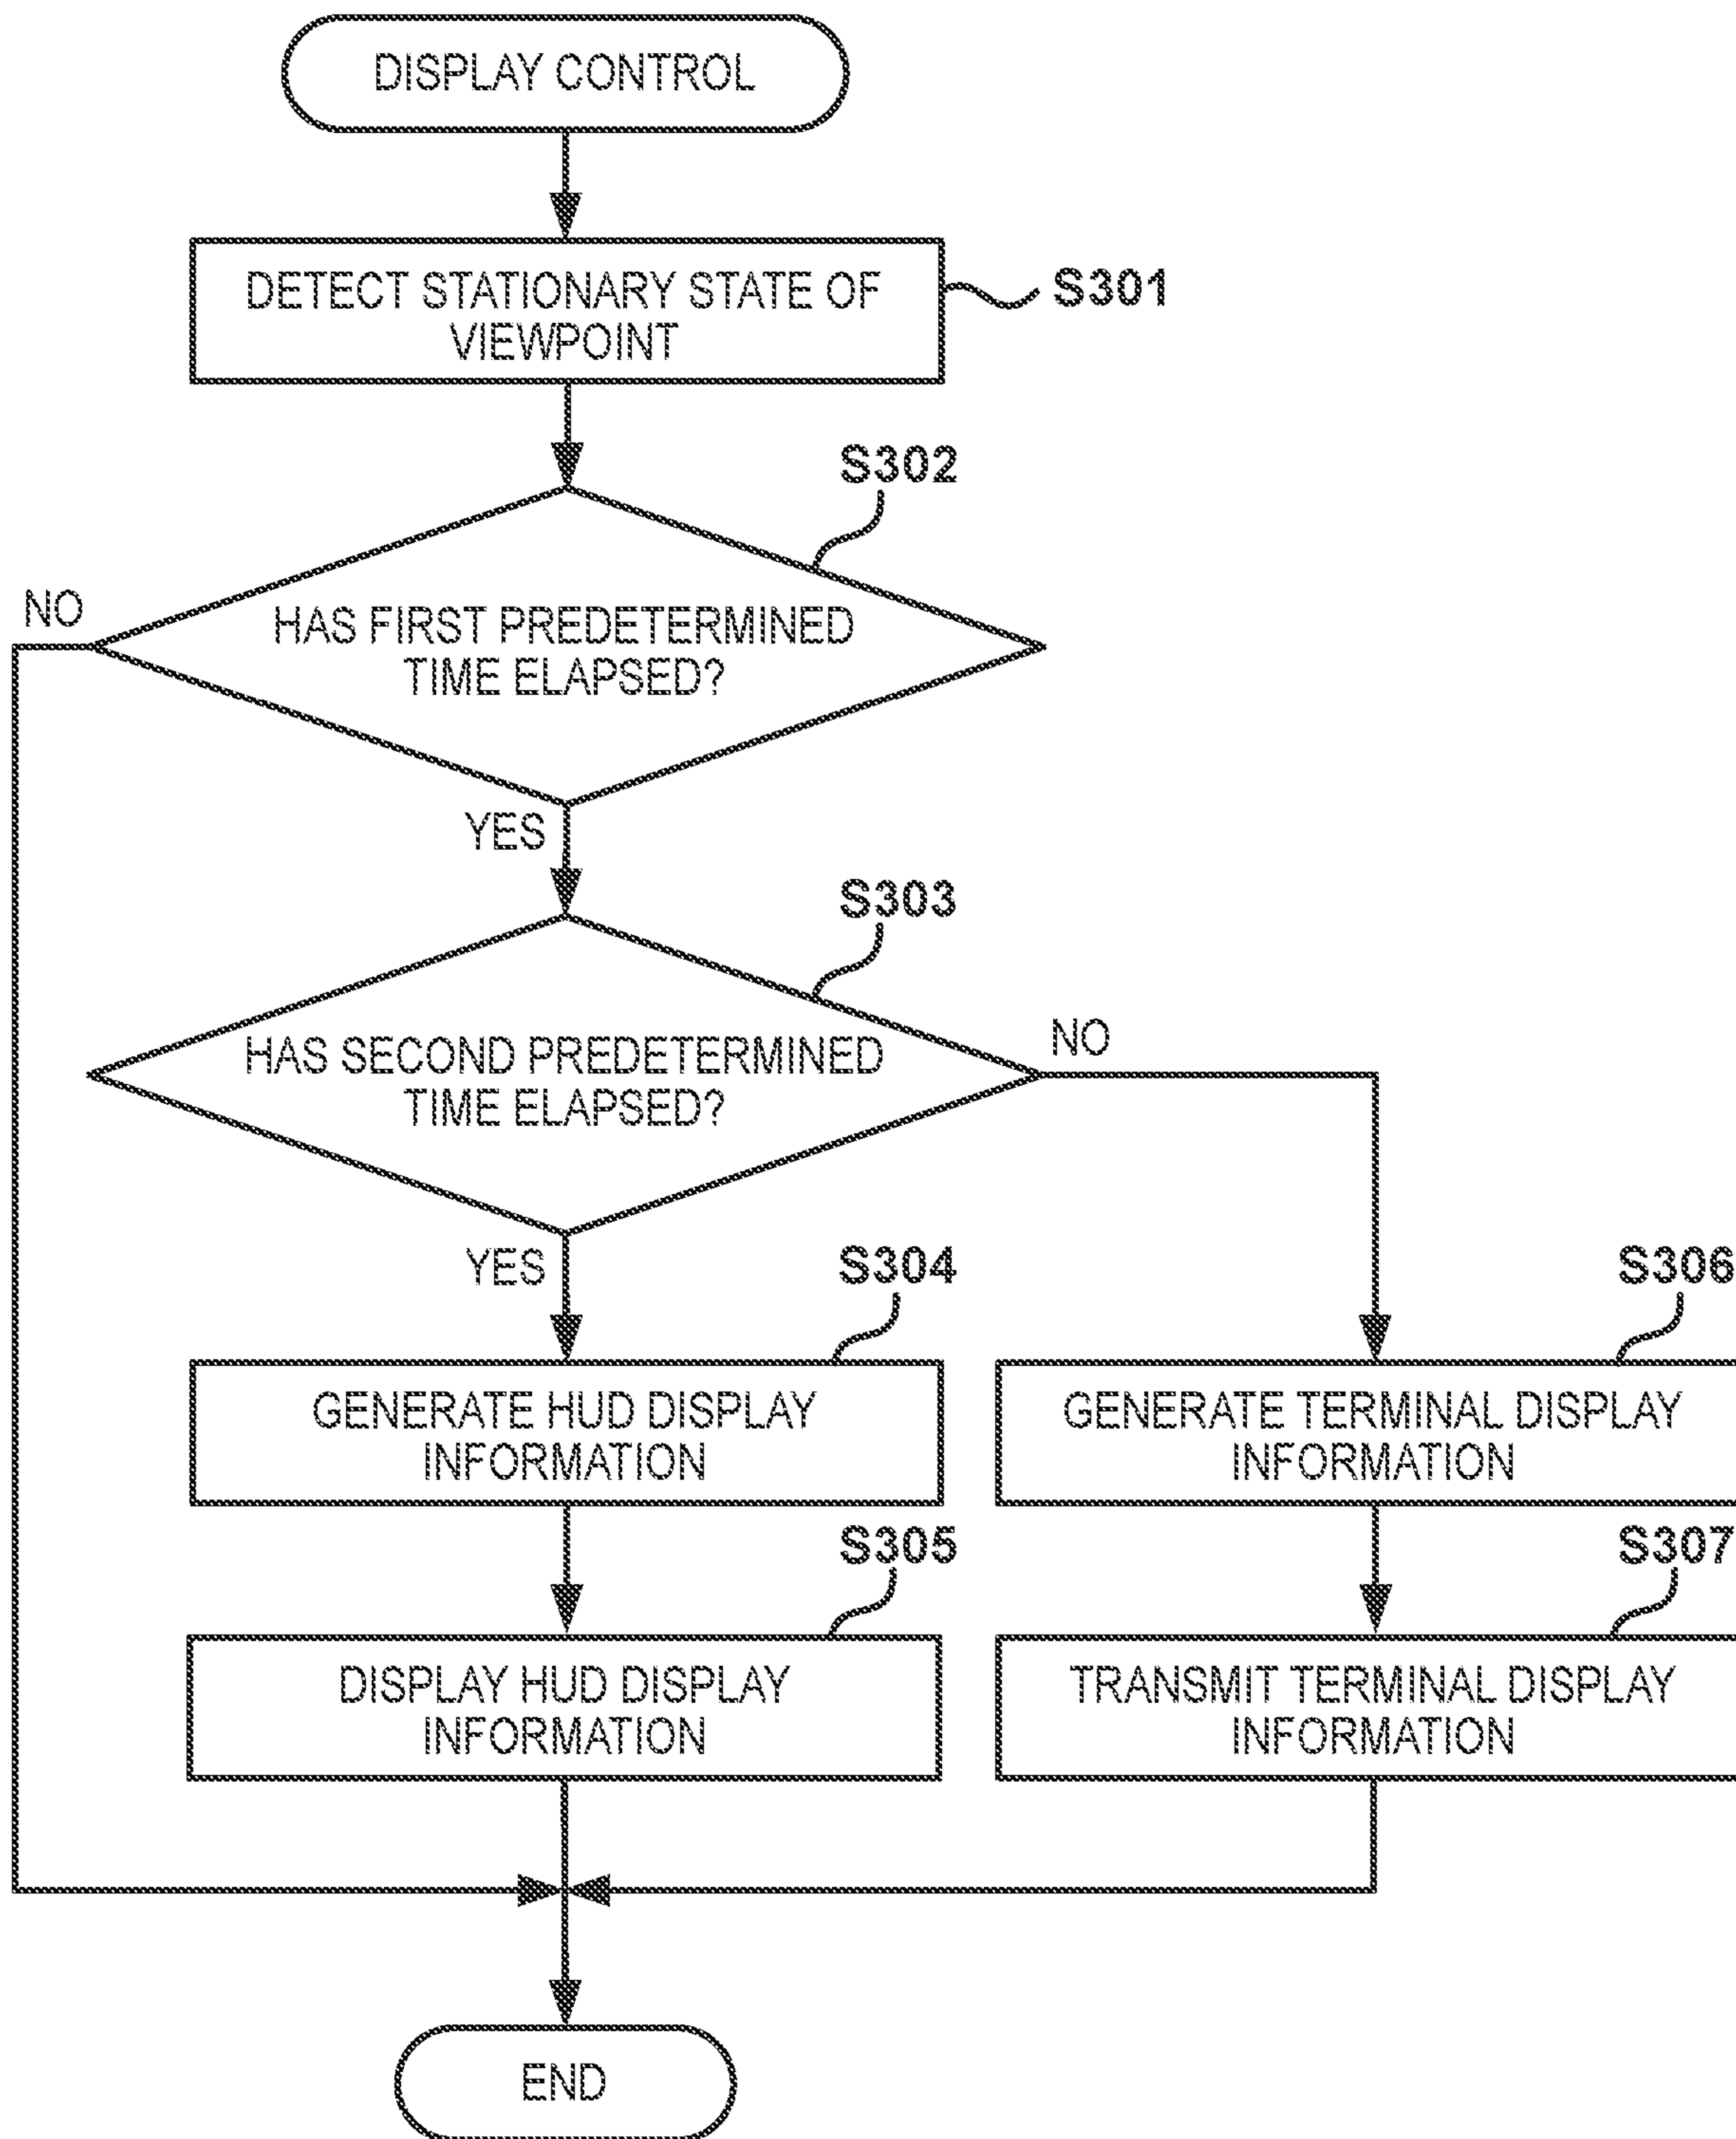 DISPLAY CONTROL
DETECT STATIONARY STATE OF
VIEWPOINT
S301
S302
NO
HAS FIRST PREDETERMINED
TIME ELAPSED?
YES
S303
HAS SECOND PREDETERMINED
TIME ELAPSED?
NO
YES
S304
GENERATE HUD DISPLAY
INFORMATION
S306
GENERATE TERMINAL DISPLAY
INFORMATION
S305
DISPLAY HUD DISPLAY
INFORMATION
S307
TRANSMIT TERMINAL DISPLAY
INFORMATION
END